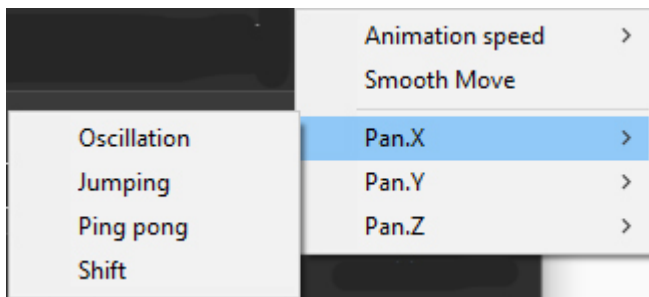 Animation speed
Smooth Move
Pan.X
Pan.Y
Pan.Z
Oscillation
Jumping
Ping pong
Shift